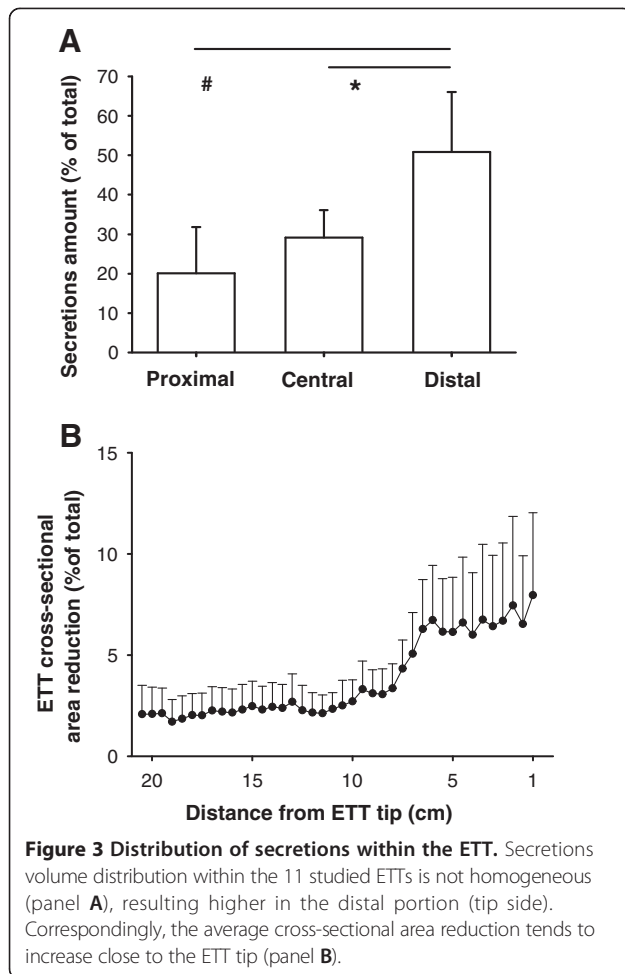 A
Secretions amount (% of total)
70
60
50
40
30
20
10
0
#
*
Proximal Central Distal
B
ETT cross-sectional
area reduction (%of total)
15
10
5
0
20 15 10 5 1
Distance from ETT tip (cm)
Figure 3 Distribution of secretions within the ETT. Secretions
volume distribution within the 11 studied ETTs is not homogeneous
(panel A), resulting higher in the distal portion (tip side).
Correspondingly, the average cross-sectional area reduction tends to
increase close to the ETT tip (panel B).